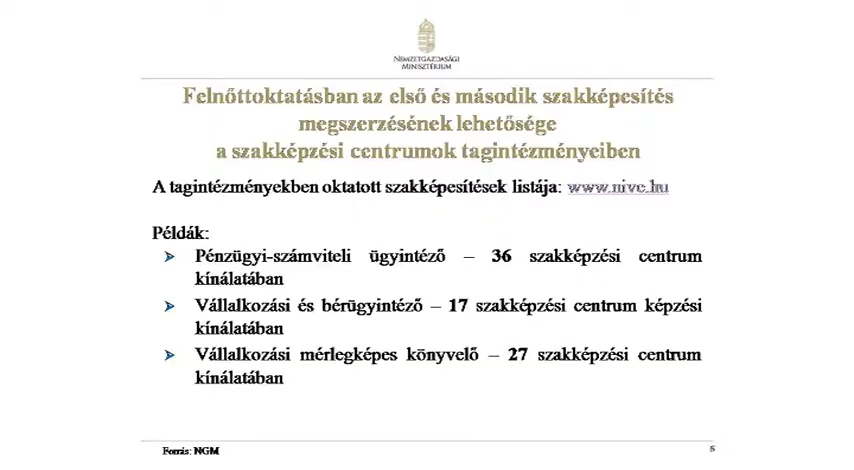 NEMZETGAZDASÁGI
MINISZTÉRIUM
Felnőttoktatásban az első és második szakképesítés
megszerzésének lehetősége
a szakképzési centrumok tagintézményeiben
A tagintézményekben oktatott szakképesítések listája: www.nive.hu
Példák:
Pénzügyi-számviteli ügyintéző – 36 szakképzési centrum
kínálatában
Vállalkozási és bérügyintéző – 17 szakképzési centrum képzési
kínálatában
Vállalkozási mérlegképes könyvelő – 27 szakképzési centrum
kínálatában
Forrás: NGM
5